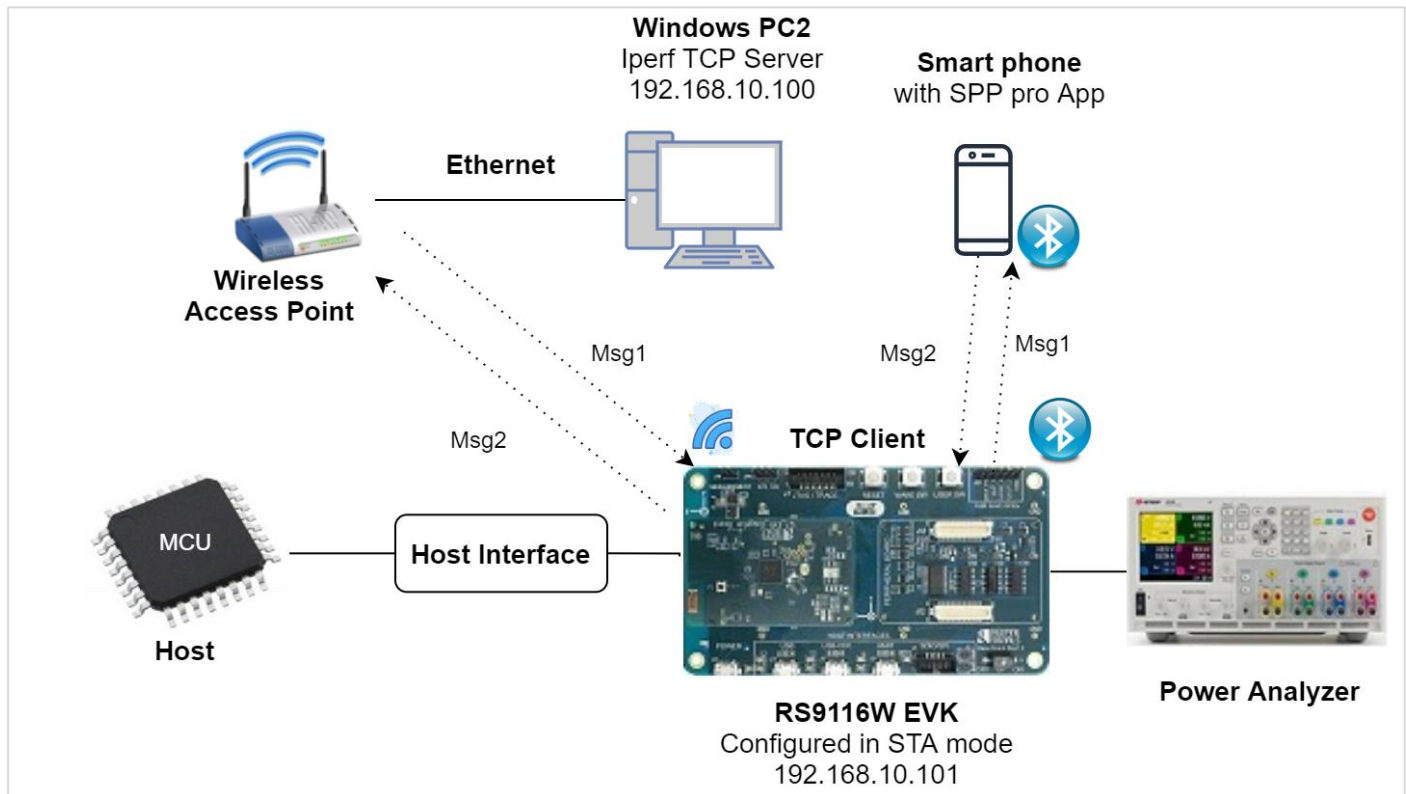 Windows PC2
Iperf TCP Server
192.168.10.100
Smart phone
with SPP pro App
Ethernet
Wireless
Access Point
Msg1
Msg2
Msg2
Msg1
TCP Client
MCU
Host Interface
Host
RESET
POWER
RS9116W EVK
Configured in STA mode
192.168.10.101
Power Analyzer